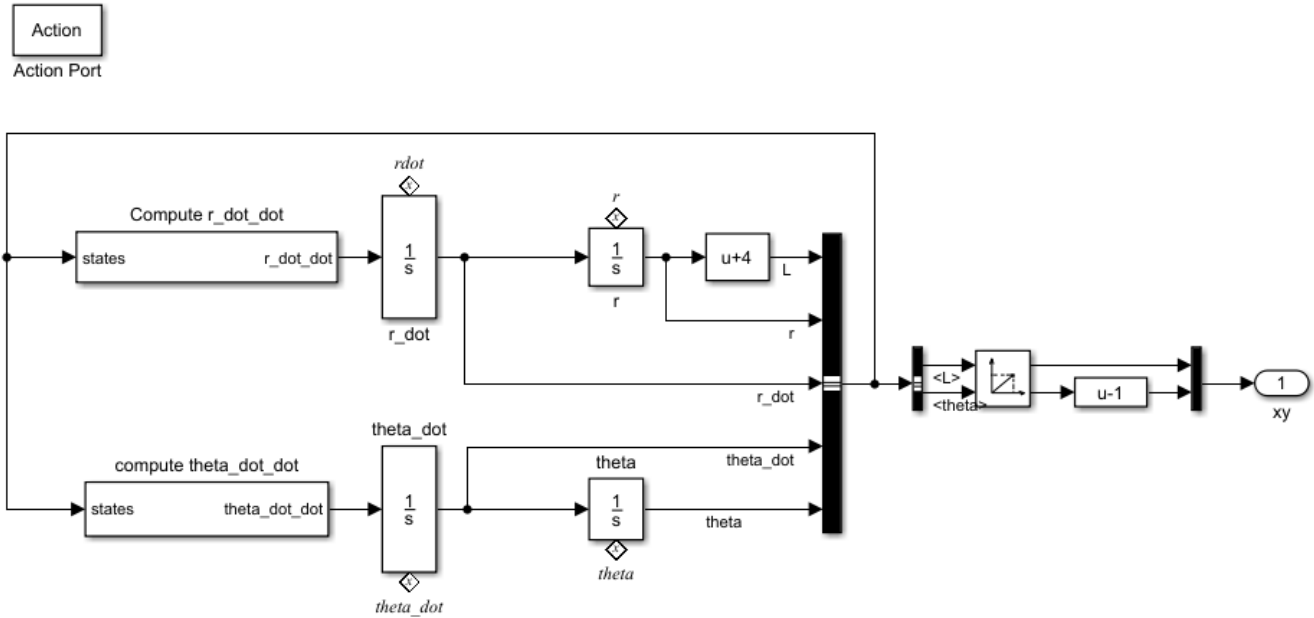 Action
Action Port
rdot
r
Compute r_dot_dot
states
r_dot_dot
1
s
r_dot
1
s
r
u+4
L
r
r_dot
<L>
<theta>
u-1
1
xy
theta_dot
compute theta_dot_dot
states
theta_dot_dot
1
s
theta_dot
theta
1
s
theta
theta_dot
theta
x
x
x
x